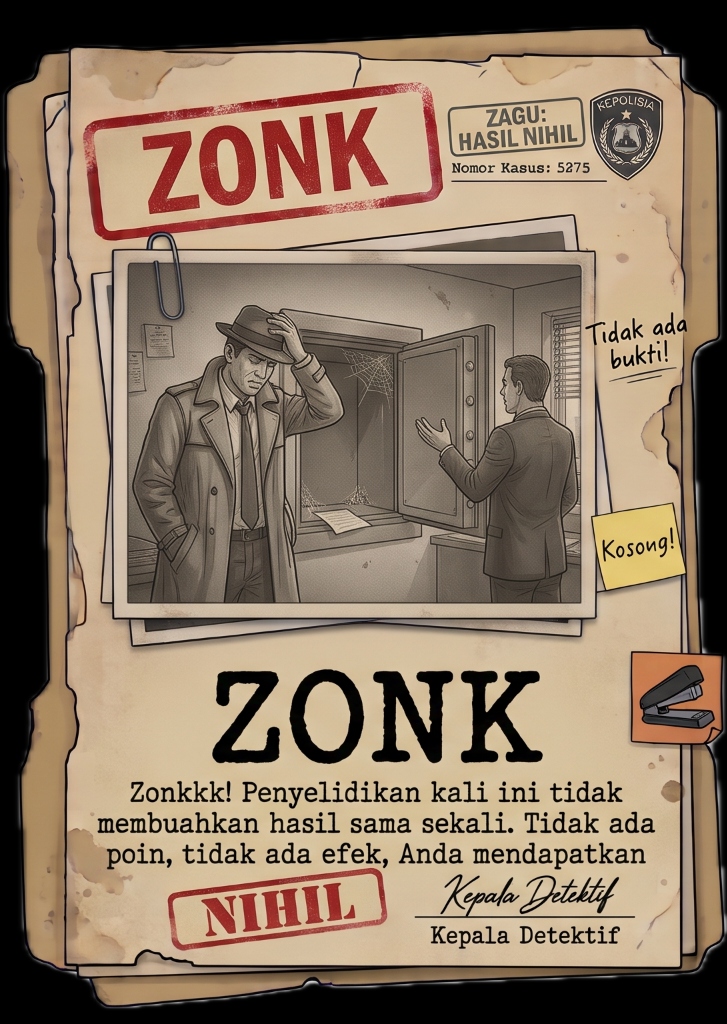 ZONK
ZAGU:
HASIL NIHIL
KEPOLISIA
Nomor Kasus: 5275
Tidak ada
bukti!
Kosong!
ZONK
Zonkkk! Penyelidikan kali ini tidak
membuahkan hasil sama sekali. Tidak ada
poin, tidak ada efek, Anda mendapatkan
NIHIL
Kepala Detektif
Kepala Detektif